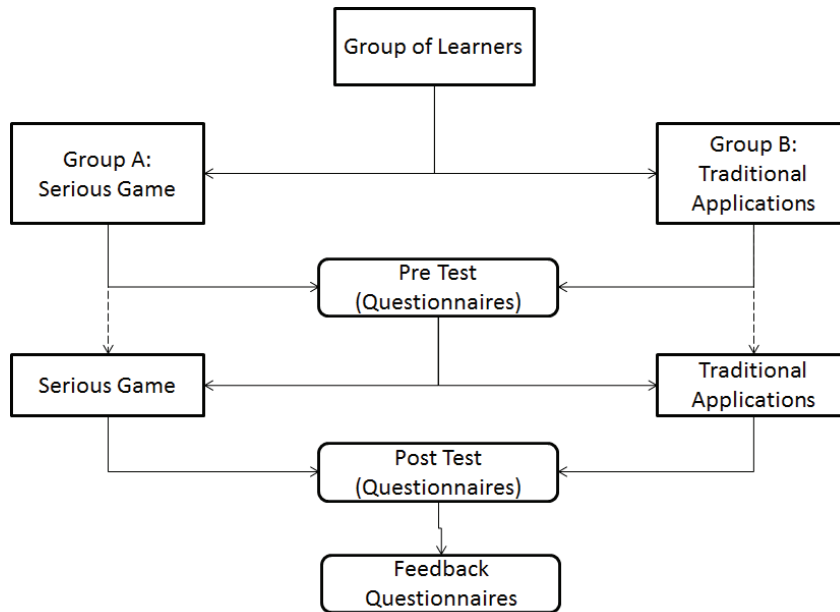 Group of Learners
Group A:
Serious Game
Group B:
Traditional
Applications
Pre Test
(Questionnaires)
Serious Game
Traditional
Applications
Post Test
(Questionnaires)
Feedback
Questionnaires